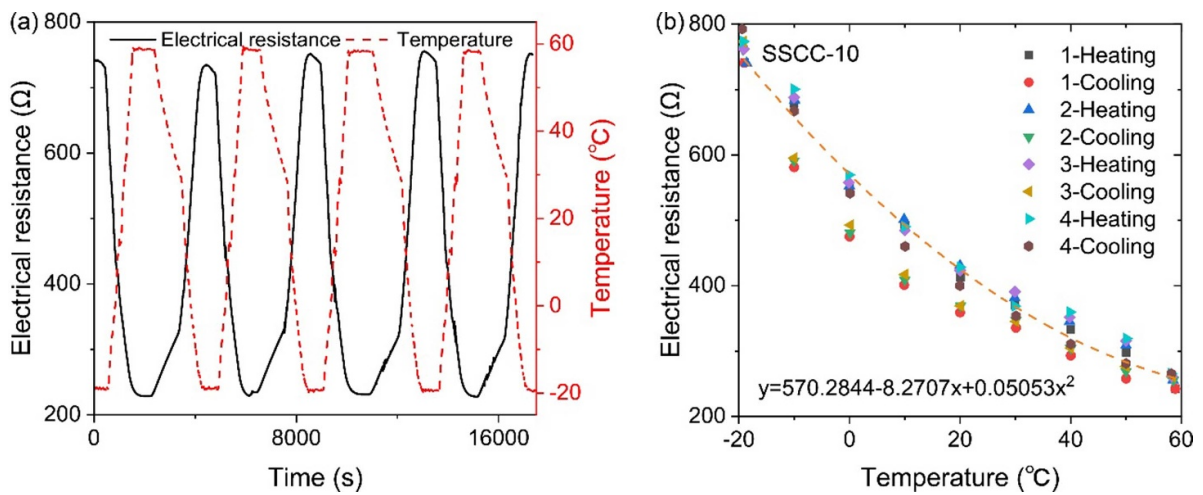 (a)
800
600
400
200
Electrical resistance (Ω)
Electrical resistance
Temperature
60
40
20
0
-20
Temperature (°C)
0
8000
16000
Time (s)
(b)
800
600
400
200
Electrical resistance (Ω)
SSCC-10
1-Heating
1-Cooling
2-Heating
2-Cooling
3-Heating
3-Cooling
4-Heating
4-Cooling
y=570.2844-8.2707x+0.05053x²
-20
0
20
40
60
Temperature (°C)